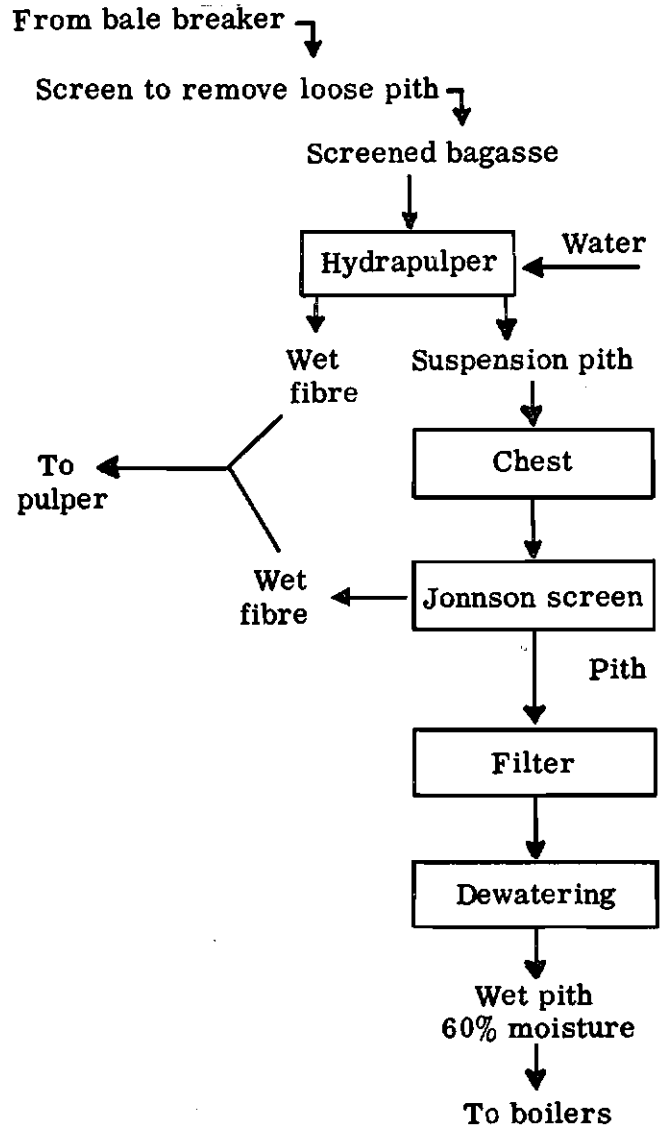 From bale breaker
Screen to remove loose pith
Screened bagasse
Water
Hydrapulper
Wet
fibre
Suspension pith
To
pulper
Chest
Wet
fibre
Jonnson screen
Pith
Filter
Dewatering
Wet pith
60% moisture
To boilers